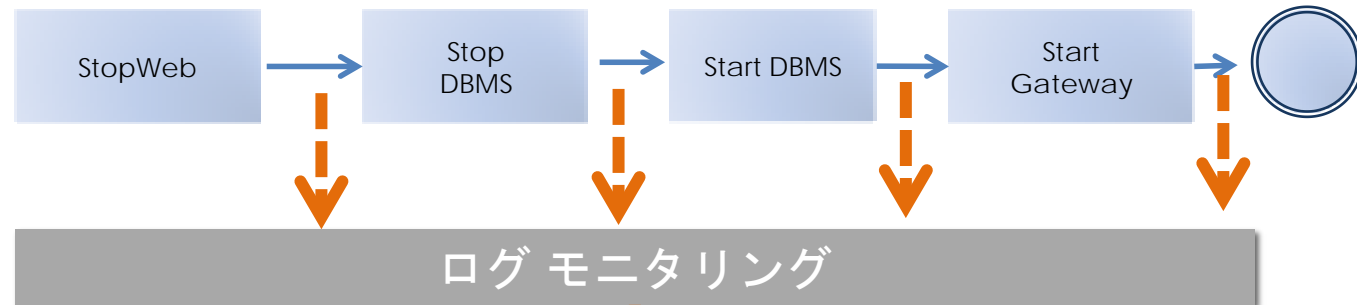 StopWeb
Stop
DBMS
Start DBMS
Start
Gateway
ログ モニタリング